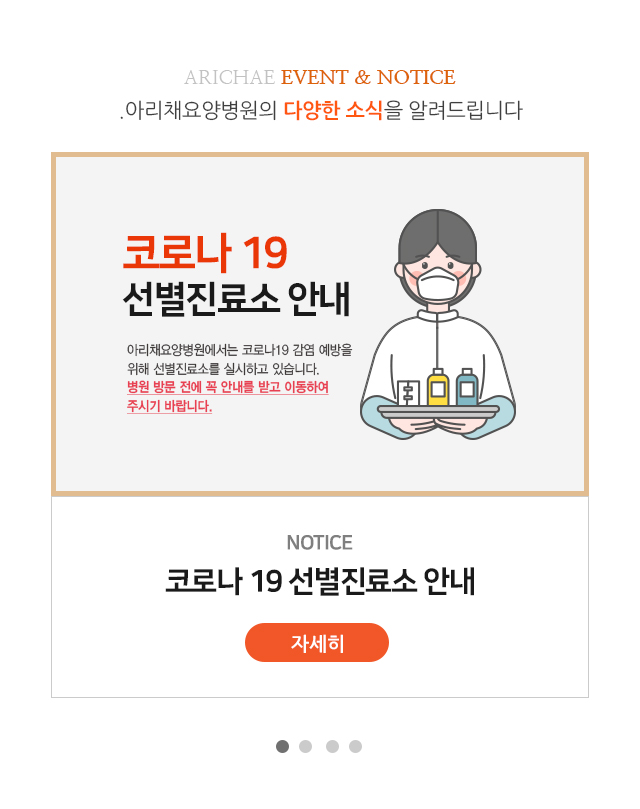 ARICHAE EVENT & NOTICE
.아리채요양병원의 다양한 소식을 알려드립니다
코로나 19
선별진료소 안내
아리채요양병원에서는 코로나19 감염 예방을
위해 선별진료소를 실시하고 있습니다.
병원 방문 전에 꼭 안내를 받고 이동하여
주시기 바랍니다.
NOTICE
코로나 19 선별진료소 안내
자세히